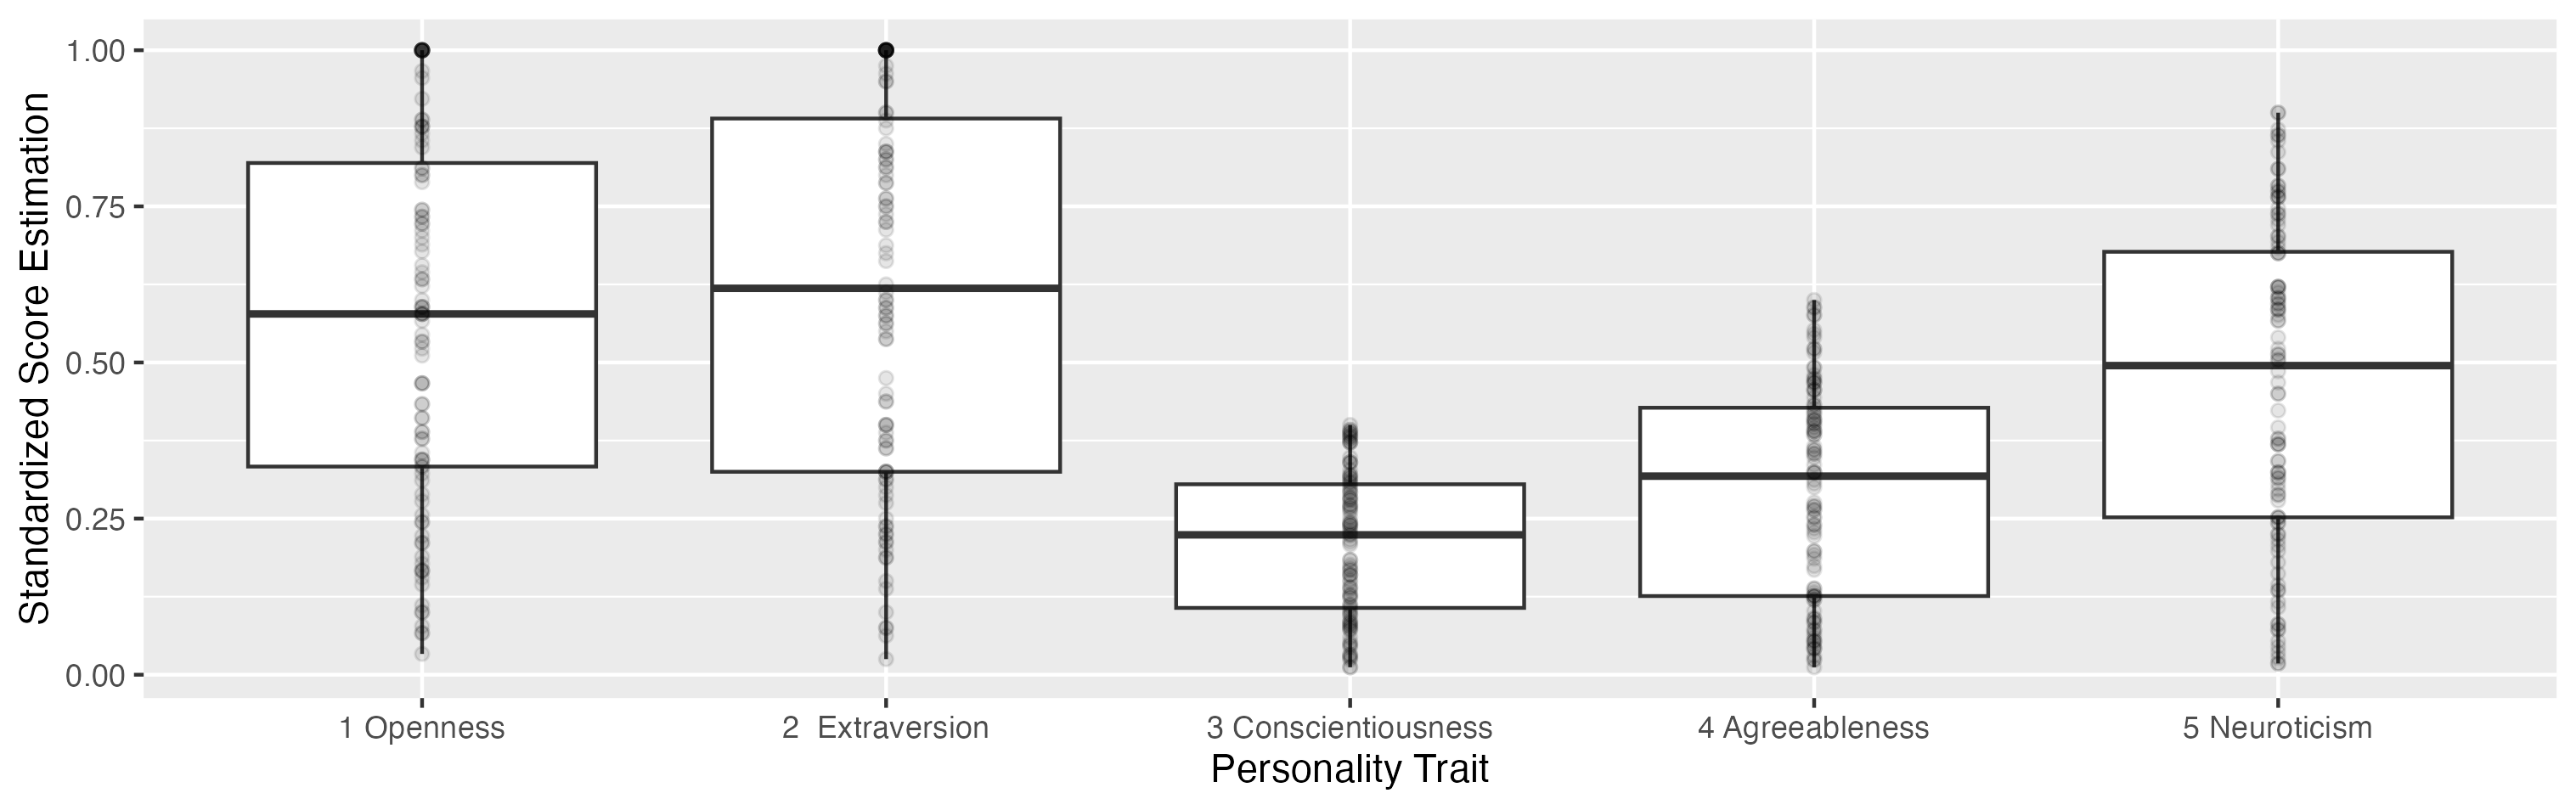 Standardized Score Estimation
1.00
0.75
0.50
0.25
0.00
1 Openness
2  Extraversion
3 Conscientiousness
4 Agreeableness
5 Neuroticism
Personality Trait